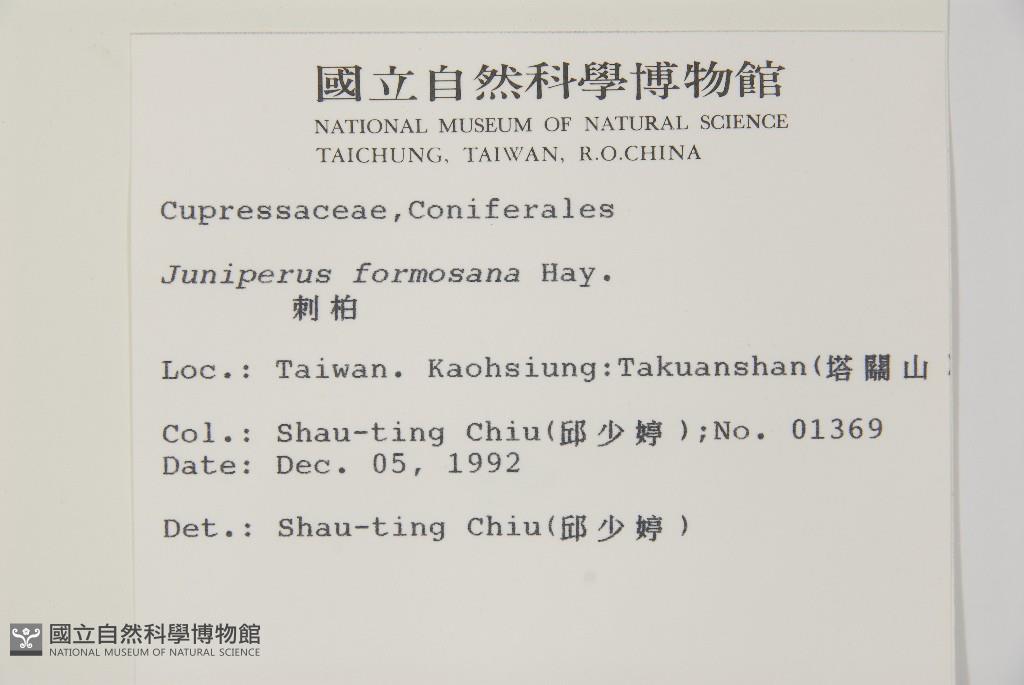 國立自然科學博物館
NATIONAL MUSEUM OF NATURAL SCIENCE
TAICHUNG, TAIWAN, R.O.CHINA
Cupressaceae,Coniferales
Juniperus formosana Hay.
刺柏
Loc.: Taiwan. Kaohsiung:Takuanshan(塔關山
Col.: Shau-ting Chiu(邱少婷);No. 01369
Date: Dec. 05, 1992
Det.: Shau-ting Chiu(邱少婷)
國立自然科學博物館
NATIONAL MUSEUM OF NATURAL SCIENCE